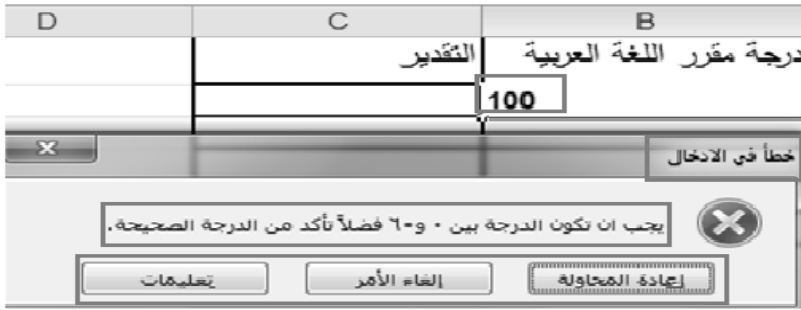 B C D
درجة مقرر اللغة العربية التقدير
100
خطأ في الادخال
يجب ان تكون الدرجة بين ٠ و٦٠ فضلاً تأكد من الدرجة الصحيحة.
إعادة المحاولة إلغاء الأمر تعليمات